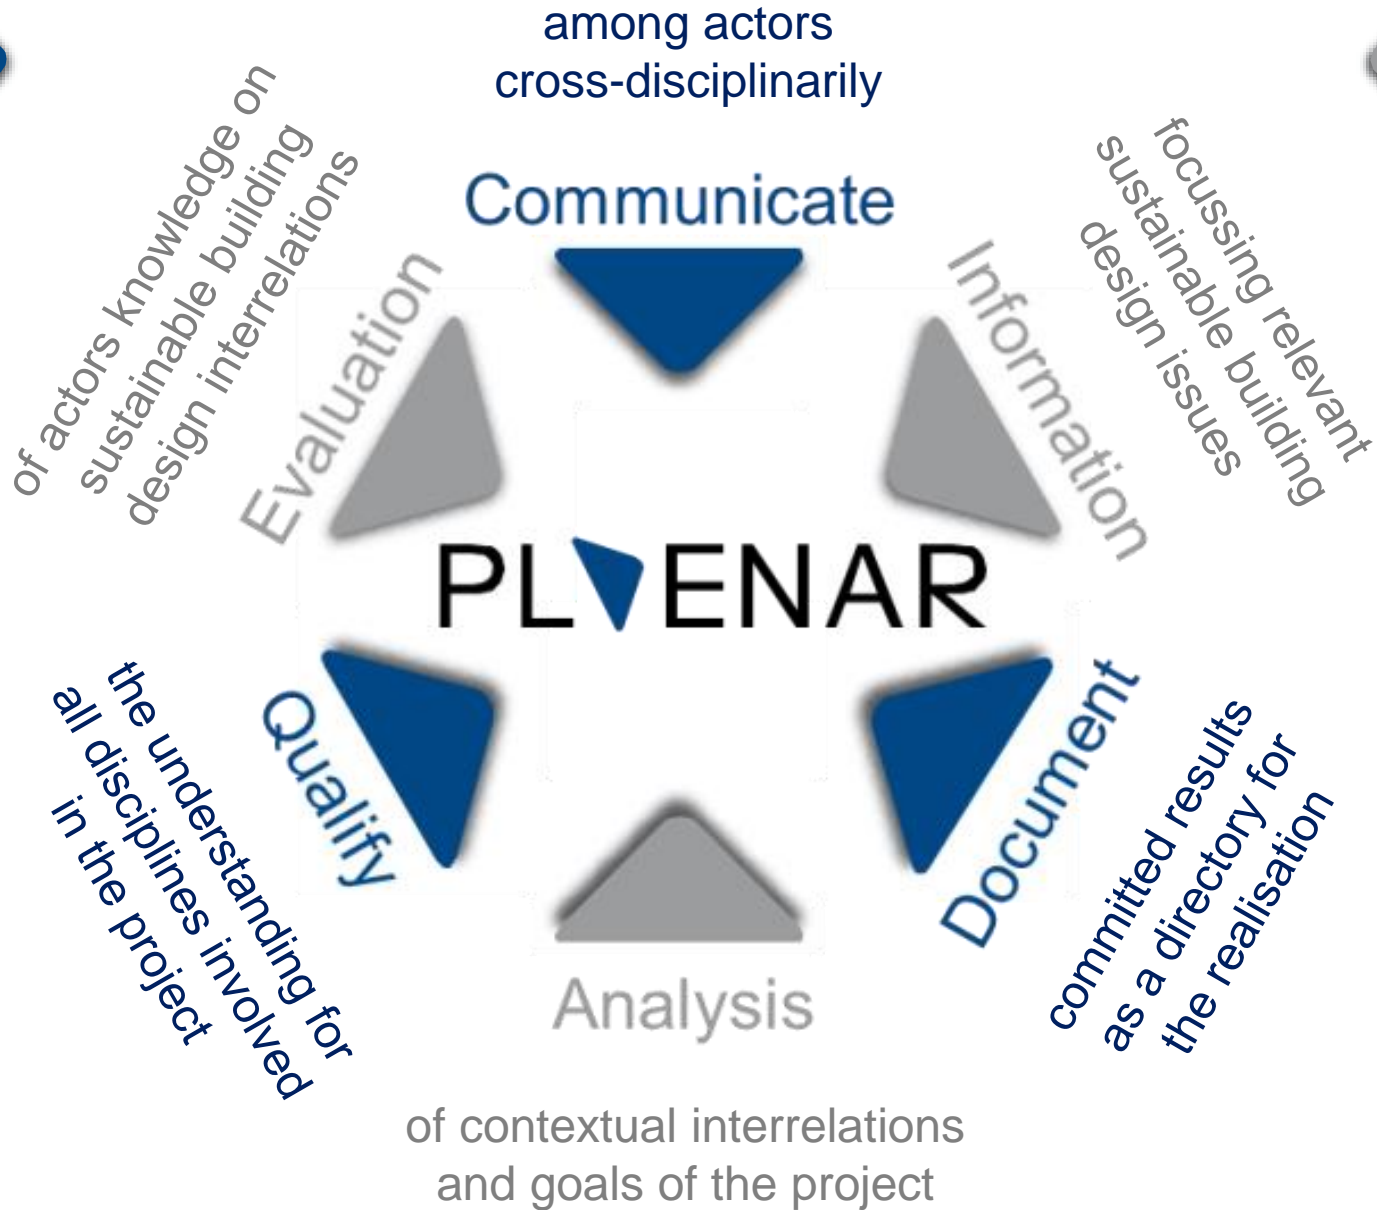 among actors
cross-disciplinarily
Communicate
of actors knowledge on
sustainable building
design interrelations
Evaluation
focussing relevant
sustainable building
design issues
Information
PL ENAR
the understanding for
all disciplines involved
in the project
Qualify
Document
committed results
as a directory for
the realisation
Analysis
of contextual interrelations
and goals of the project